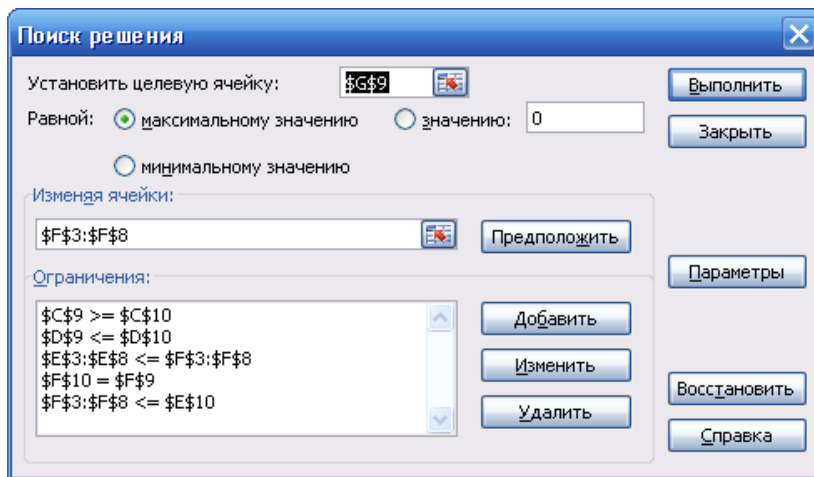 Поиск решения
Установить целевую ячейку: $G$9
Выполнить
Равной: максимальному значению значению: 0
Закрыть
минимальному значению
Изменяя ячейки:
$F$3:$F$8 Предположить
Параметры
Ограничения:
$C$9 >= $C$10
$D$9 <= $D$10
$E$3:$E$8 <= $F$3:$F$8
$F$10 = $F$9
$F$3:$F$8 <= $E$10
Добавить
Изменить
Удалить
Восстановить
Справка